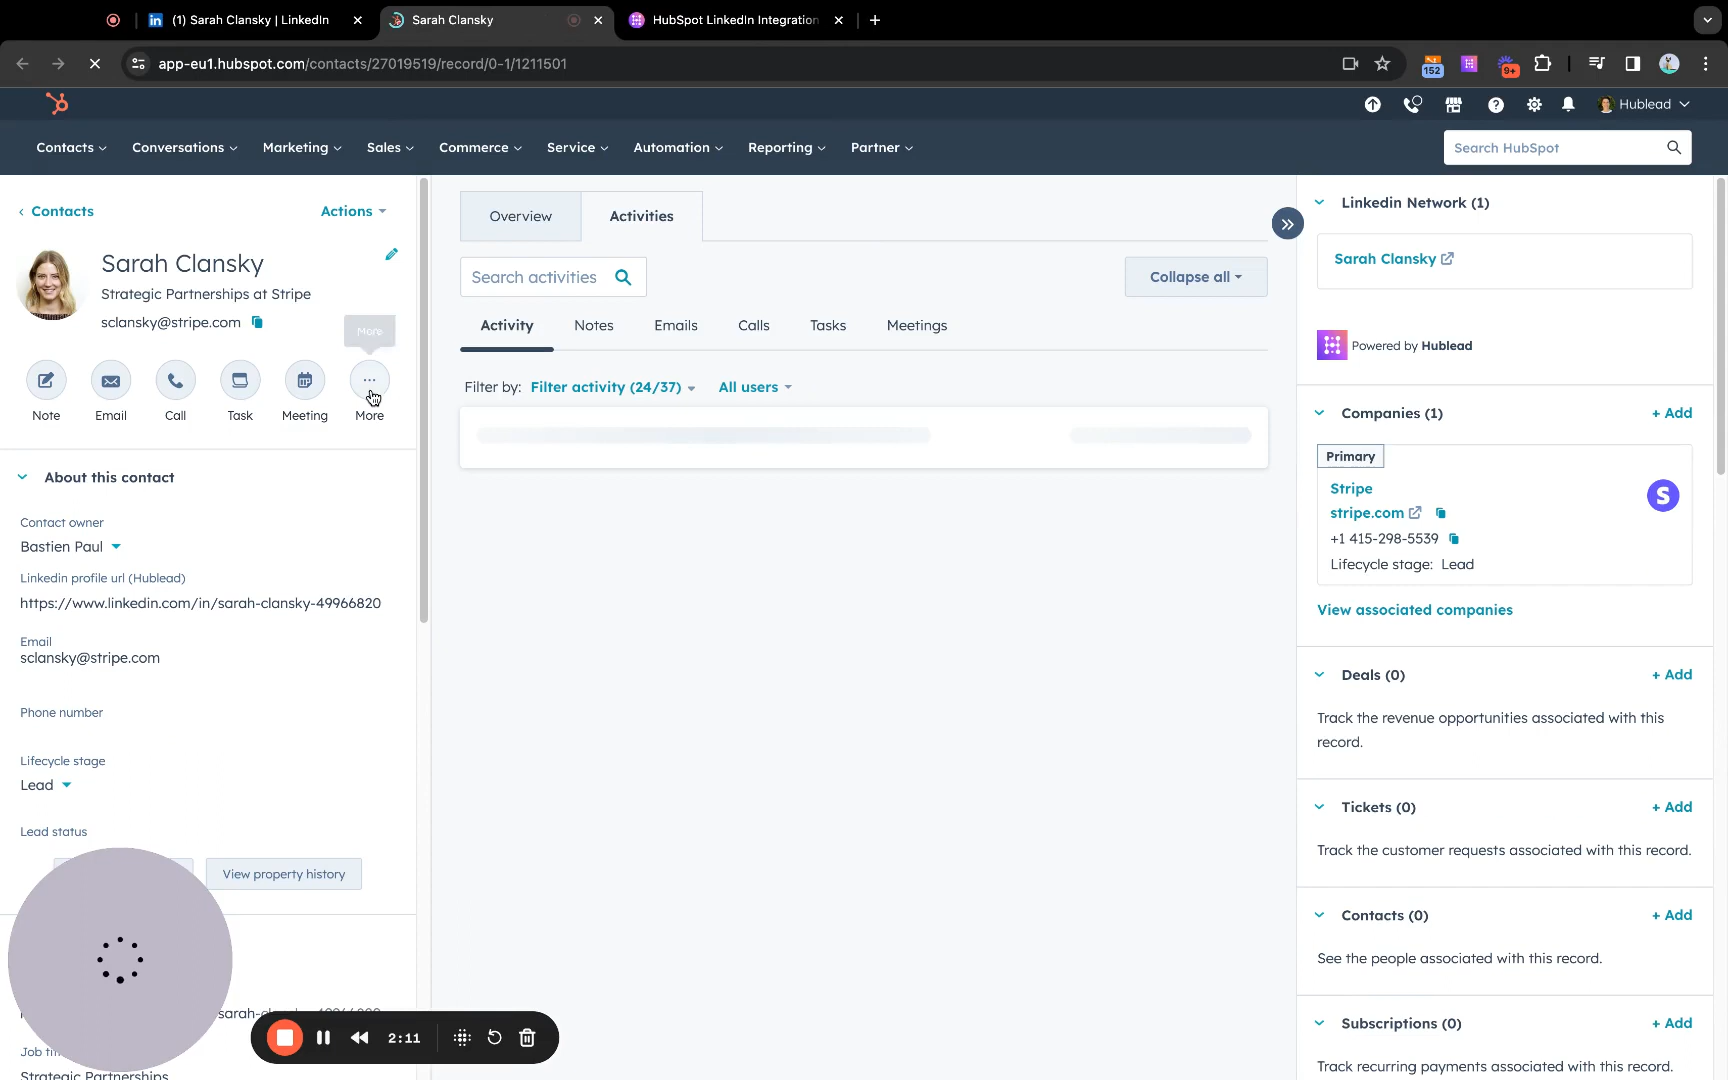 (1) Sarah Clansky | LinkedIn
Sarah Clansky
HubSpot LinkedIn Integration
app-eu1.hubspot.com/contacts/27019519/record/0-1/1211501
152
9+
Hublead
Contacts
Conversations
Marketing
Sales
Commerce
Service
Automation
Reporting
Partner
Search HubSpot
Contacts
Actions
Sarah Clansky
Strategic Partnerships at Stripe
sclansky@stripe.com
More
Note
Email
Call
Task
Meeting
More
About this contact
Contact owner
Bastien Paul
Linkedin profile url (Hublead)
https://www.linkedin.com/in/sarah-clansky-49966820
Email
sclansky@stripe.com
Phone number
Lifecycle stage
Lead
Lead status
View property history
Strategic Partnerships
2:11
Overview
Activities
Search activities
Collapse all
Activity
Notes
Emails
Calls
Tasks
Meetings
Filter by:
Filter activity (24/37)
All users
Linkedin Network (1)
Sarah Clansky
Powered by Hublead
Companies (1)
+ Add
Primary
Stripe
S
stripe.com
+1 415-298-5539
Lifecycle stage: Lead
View associated companies
Deals (0)
+ Add
Track the revenue opportunities associated with this
record.
Tickets (0)
+ Add
Track the customer requests associated with this record.
Contacts (0)
+ Add
See the people associated with this record.
Subscriptions (0)
+ Add
Track recurring payments associated with this record.